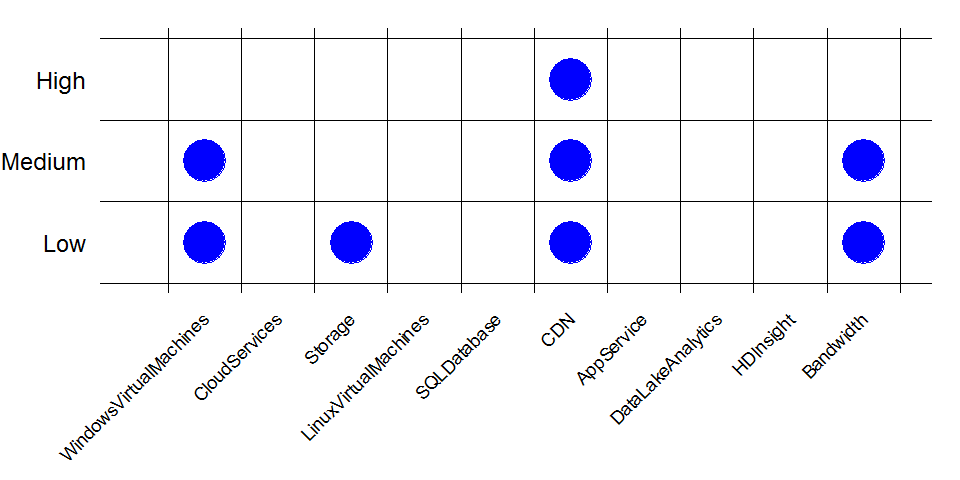 High
Medium
Low
WindowsVirtualMachines
CloudServices
Storage
LinuxVirtualMachines
SQLDatabase
CDN
AppService
DataLakeAnalytics
HDInsight
Bandwidth